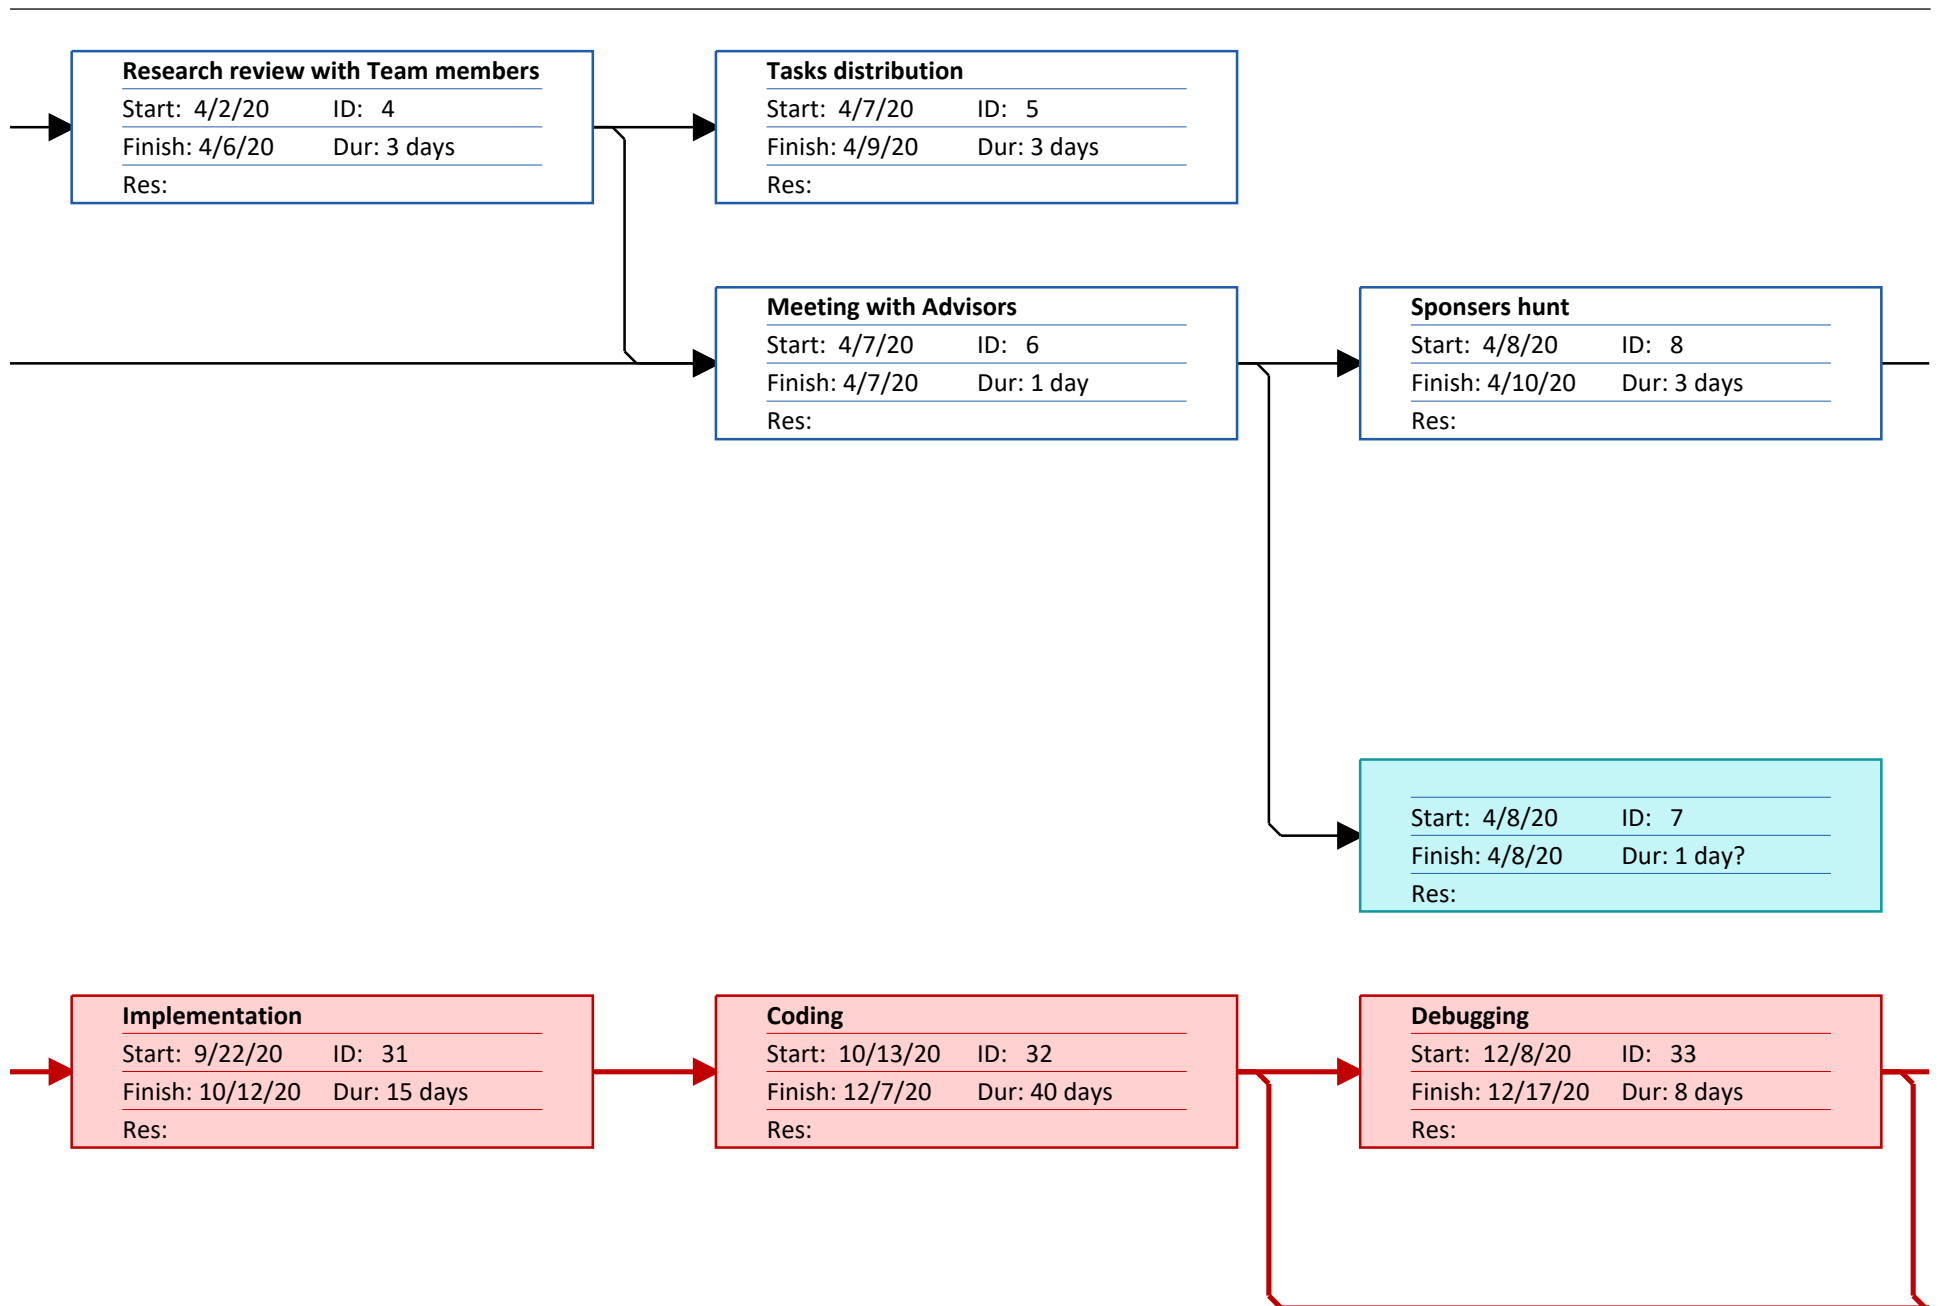 Research review with Team members
Start: 4/2/20 ID: 4
Finish: 4/6/20 Dur: 3 days
Res:
Tasks distribution
Start: 4/7/20 ID: 5
Finish: 4/9/20 Dur: 3 days
Res:
Meeting with Advisors
Start: 4/7/20 ID: 6
Finish: 4/7/20 Dur: 1 day
Res:
Sponsers hunt
Start: 4/8/20 ID: 8
Finish: 4/10/20 Dur: 3 days
Res:
Start: 4/8/20 ID: 7
Finish: 4/8/20 Dur: 1 day?
Res:
Implementation
Start: 9/22/20 ID: 31
Finish: 10/12/20 Dur: 15 days
Res:
Coding
Start: 10/13/20 ID: 32
Finish: 12/7/20 Dur: 40 days
Res:
Debugging
Start: 12/8/20 ID: 33
Finish: 12/17/20 Dur: 8 days
Res: